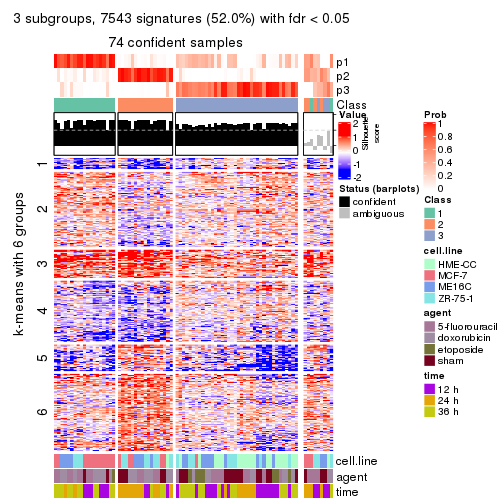 3 subgroups, 7543 signatures (52.0%) with fdr < 0.05
74 confident samples
p1
p2
p3
Class
Silhouette
score
k-means with 6 groups
1
2
3
4
5
6
cell.line
agent
time
Value
2
1
0
-1
-2
Status (barplots)
confident
ambiguous
Prob
1
0.8
0.6
0.4
0.2
0
Class
1
2
3
cell.line
HME-CC
MCF-7
ME16C
ZR-75-1
agent
5-fluorouracil
doxorubicin
etoposide
sham
time
12 h
24 h
36 h